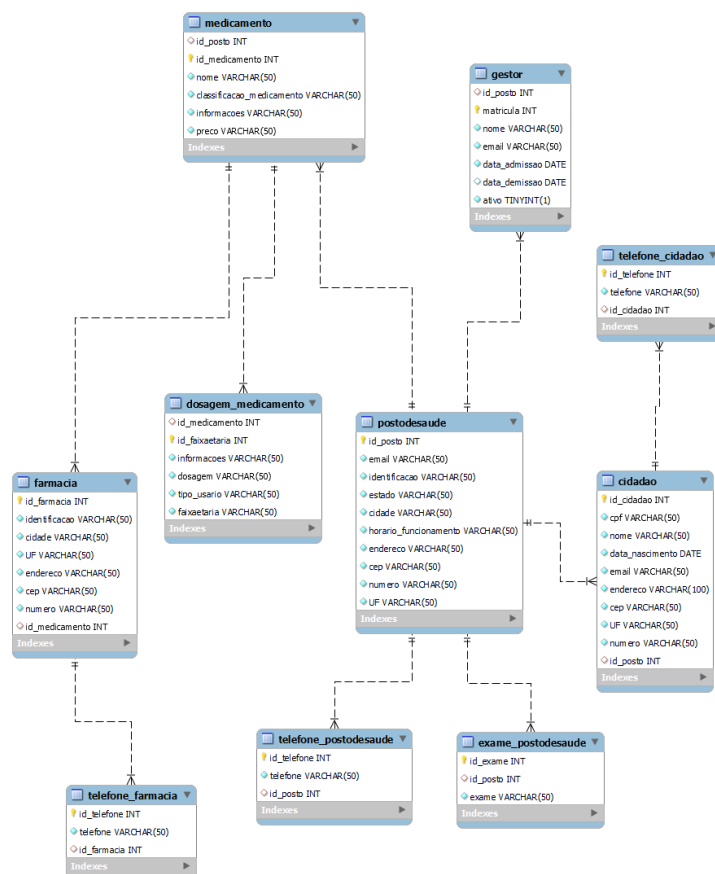 medicamento
id_posto INT
id_medicamento INT
nome VARCHAR(50)
classificacao_medicamento VARCHAR(50)
informacoes VARCHAR(50)
preco VARCHAR(50)
Indexes
gestor
id_posto INT
matricula INT
nome VARCHAR(50)
email VARCHAR(50)
data_admissao DATE
data_demissao DATE
ativo TINYINT(1)
Indexes
telefone_cidadao
id_telefone INT
telefone VARCHAR(50)
id_cidadao INT
Indexes
dosagem_medicamento
id_medicamento INT
id_faixaetaria INT
informacoes VARCHAR(50)
dosagem VARCHAR(50)
tipo_usario VARCHAR(50)
faixaetaria VARCHAR(50)
Indexes
postodesaude
id_posto INT
email VARCHAR(50)
identificacao VARCHAR(50)
estado VARCHAR(50)
cidade VARCHAR(50)
horario_funcionamento VARCHAR(50)
endereco VARCHAR(50)
cep VARCHAR(50)
numero VARCHAR(50)
UF VARCHAR(50)
Indexes
farmacia
id_farmacia INT
identificacao VARCHAR(50)
cidade VARCHAR(50)
UF VARCHAR(50)
endereco VARCHAR(50)
cep VARCHAR(50)
numero VARCHAR(50)
id_medicamento INT
Indexes
cidadao
id_cidadao INT
cpf VARCHAR(50)
nome VARCHAR(50)
data_nascimento DATE
email VARCHAR(50)
endereco VARCHAR(100)
cep VARCHAR(50)
UF VARCHAR(50)
numero VARCHAR(50)
id_posto INT
Indexes
telefone_postodesaude
id_telefone INT
telefone VARCHAR(50)
id_posto INT
Indexes
exame_postodesaude
id_exame INT
id_posto INT
exame VARCHAR(50)
Indexes
telefone_farmacia
id_telefone INT
telefone VARCHAR(50)
id_farmacia INT
Indexes